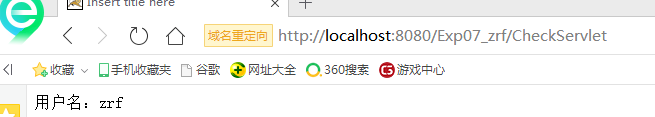 Insert title here
域名重定向 http://localhost:8080/Exp07_zrf/CheckServlet
收藏 手机收藏夹 谷歌 网址大全 360搜索 游戏中心
用户名：zrf